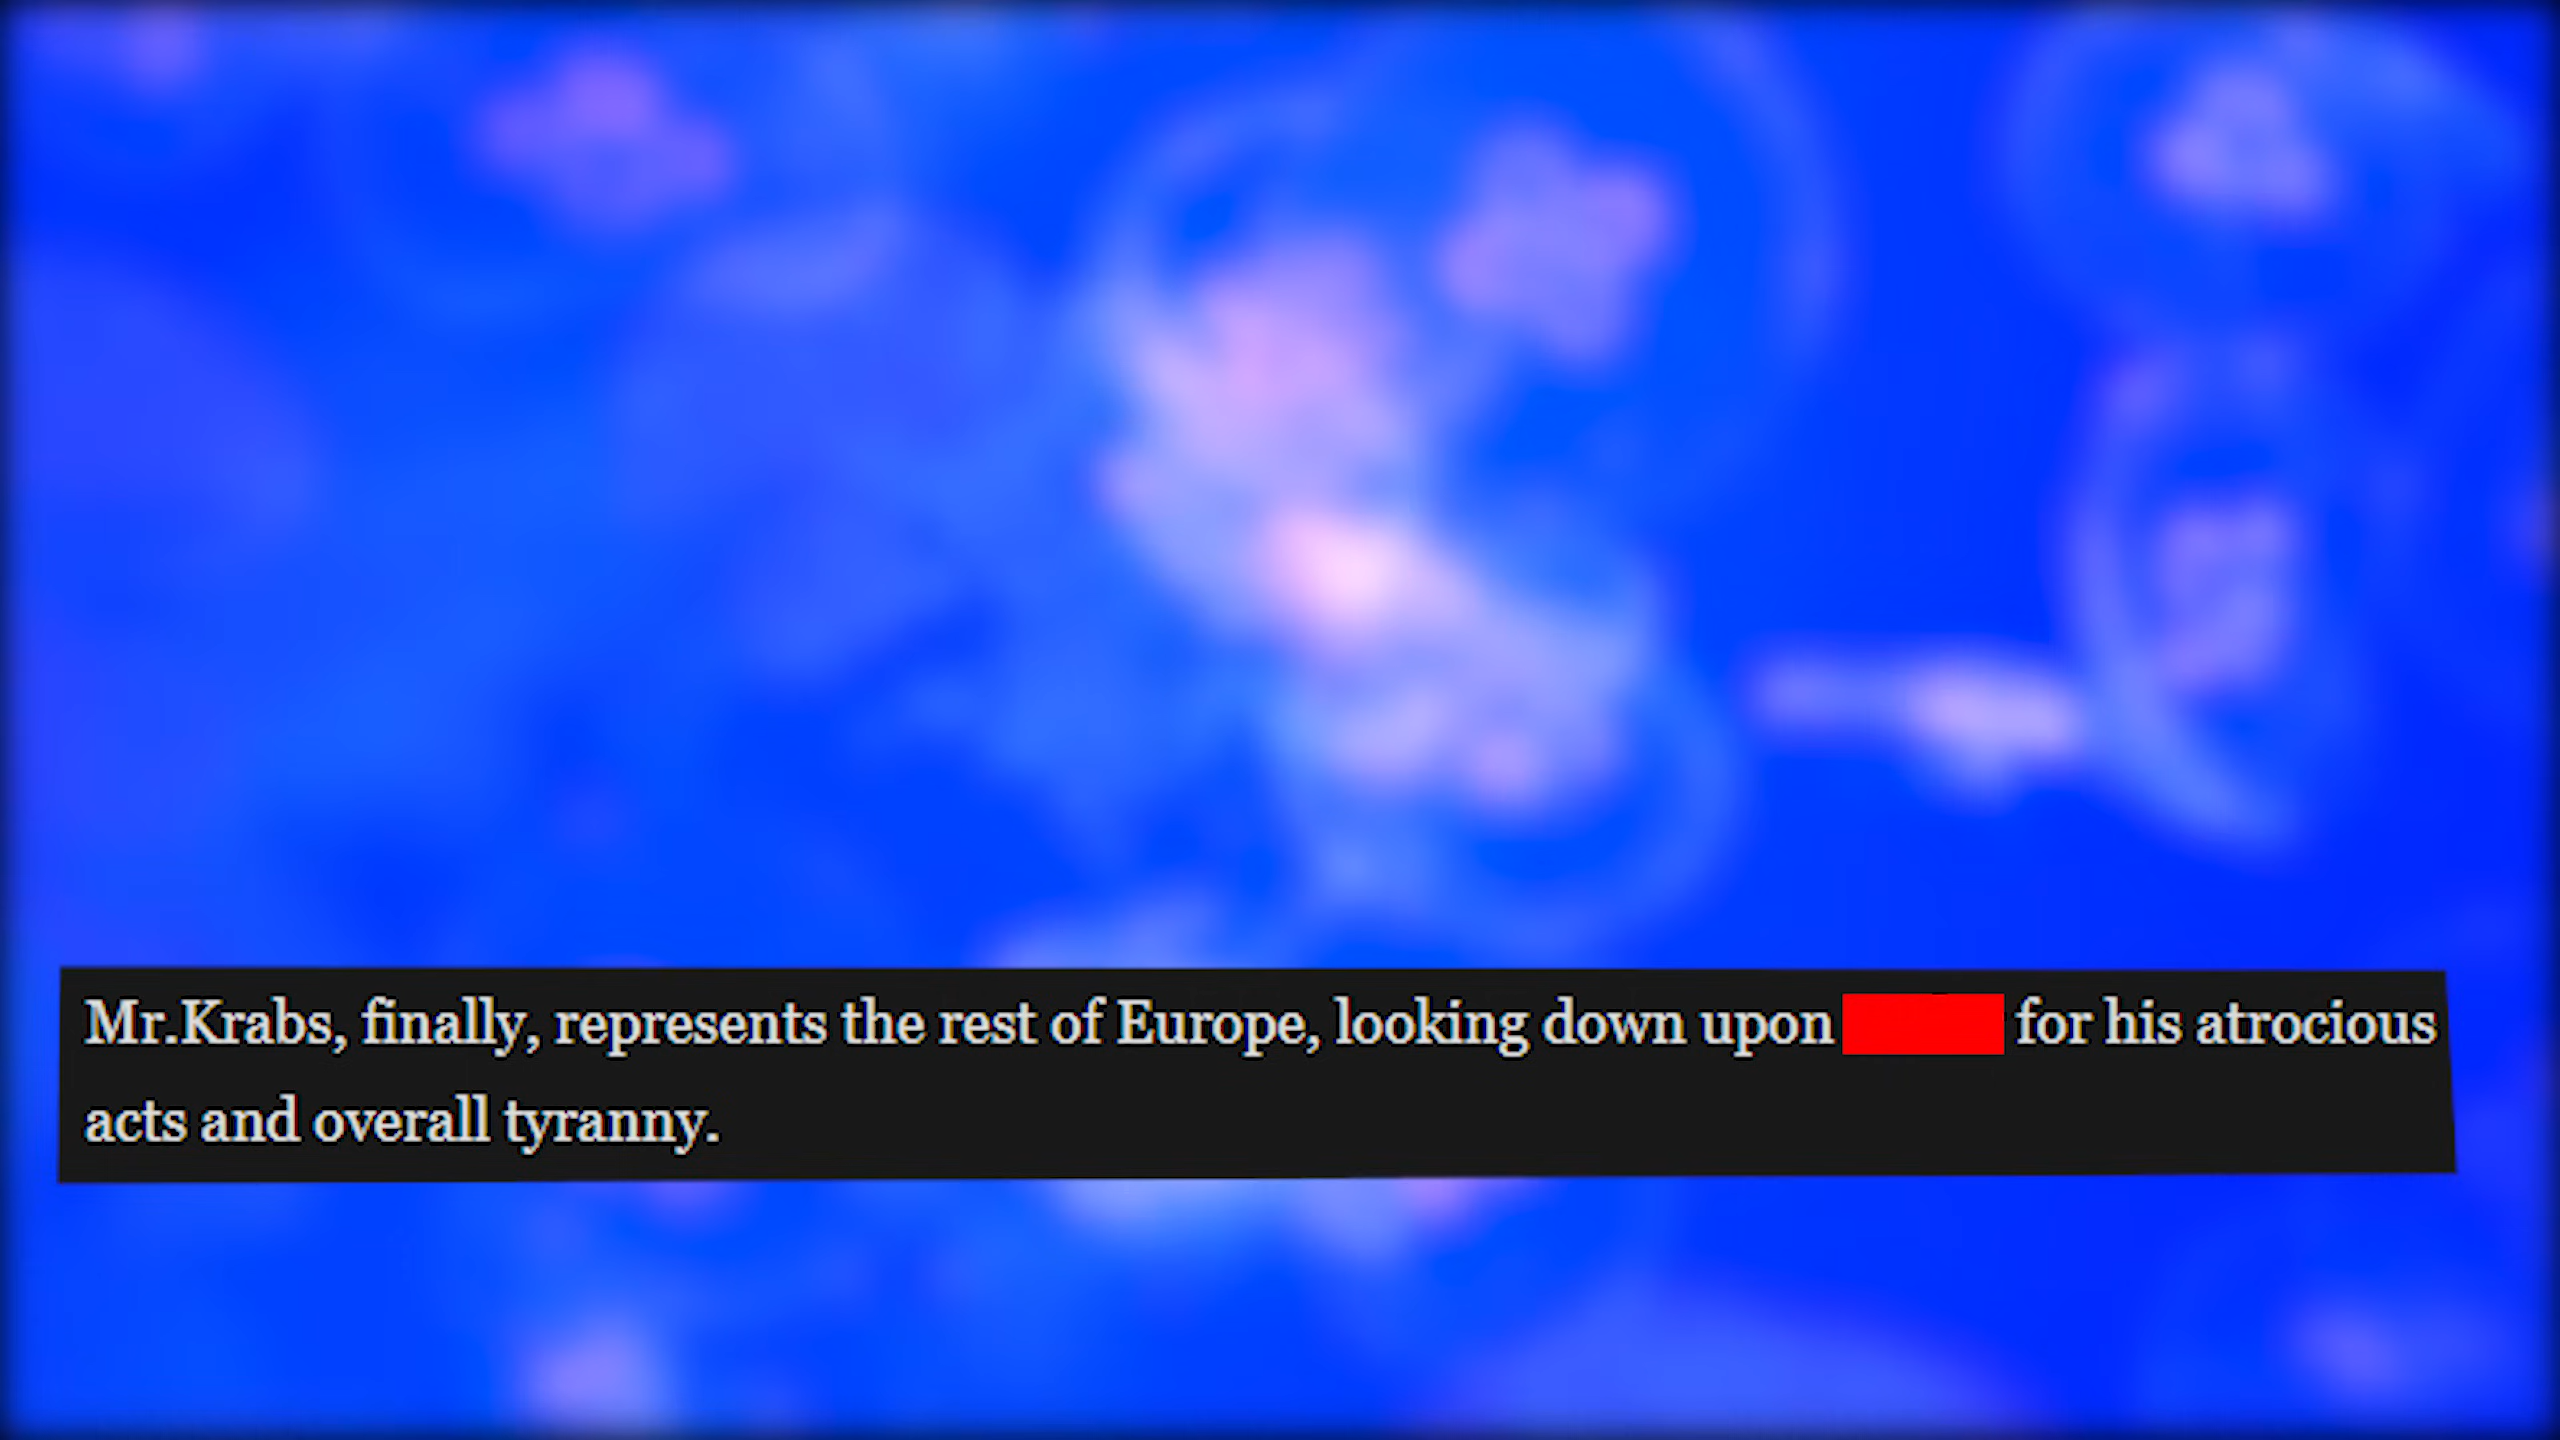 Mr.Krabs, finally, represents the rest of Europe, looking down upon for his atrocious
acts and overall tyranny.